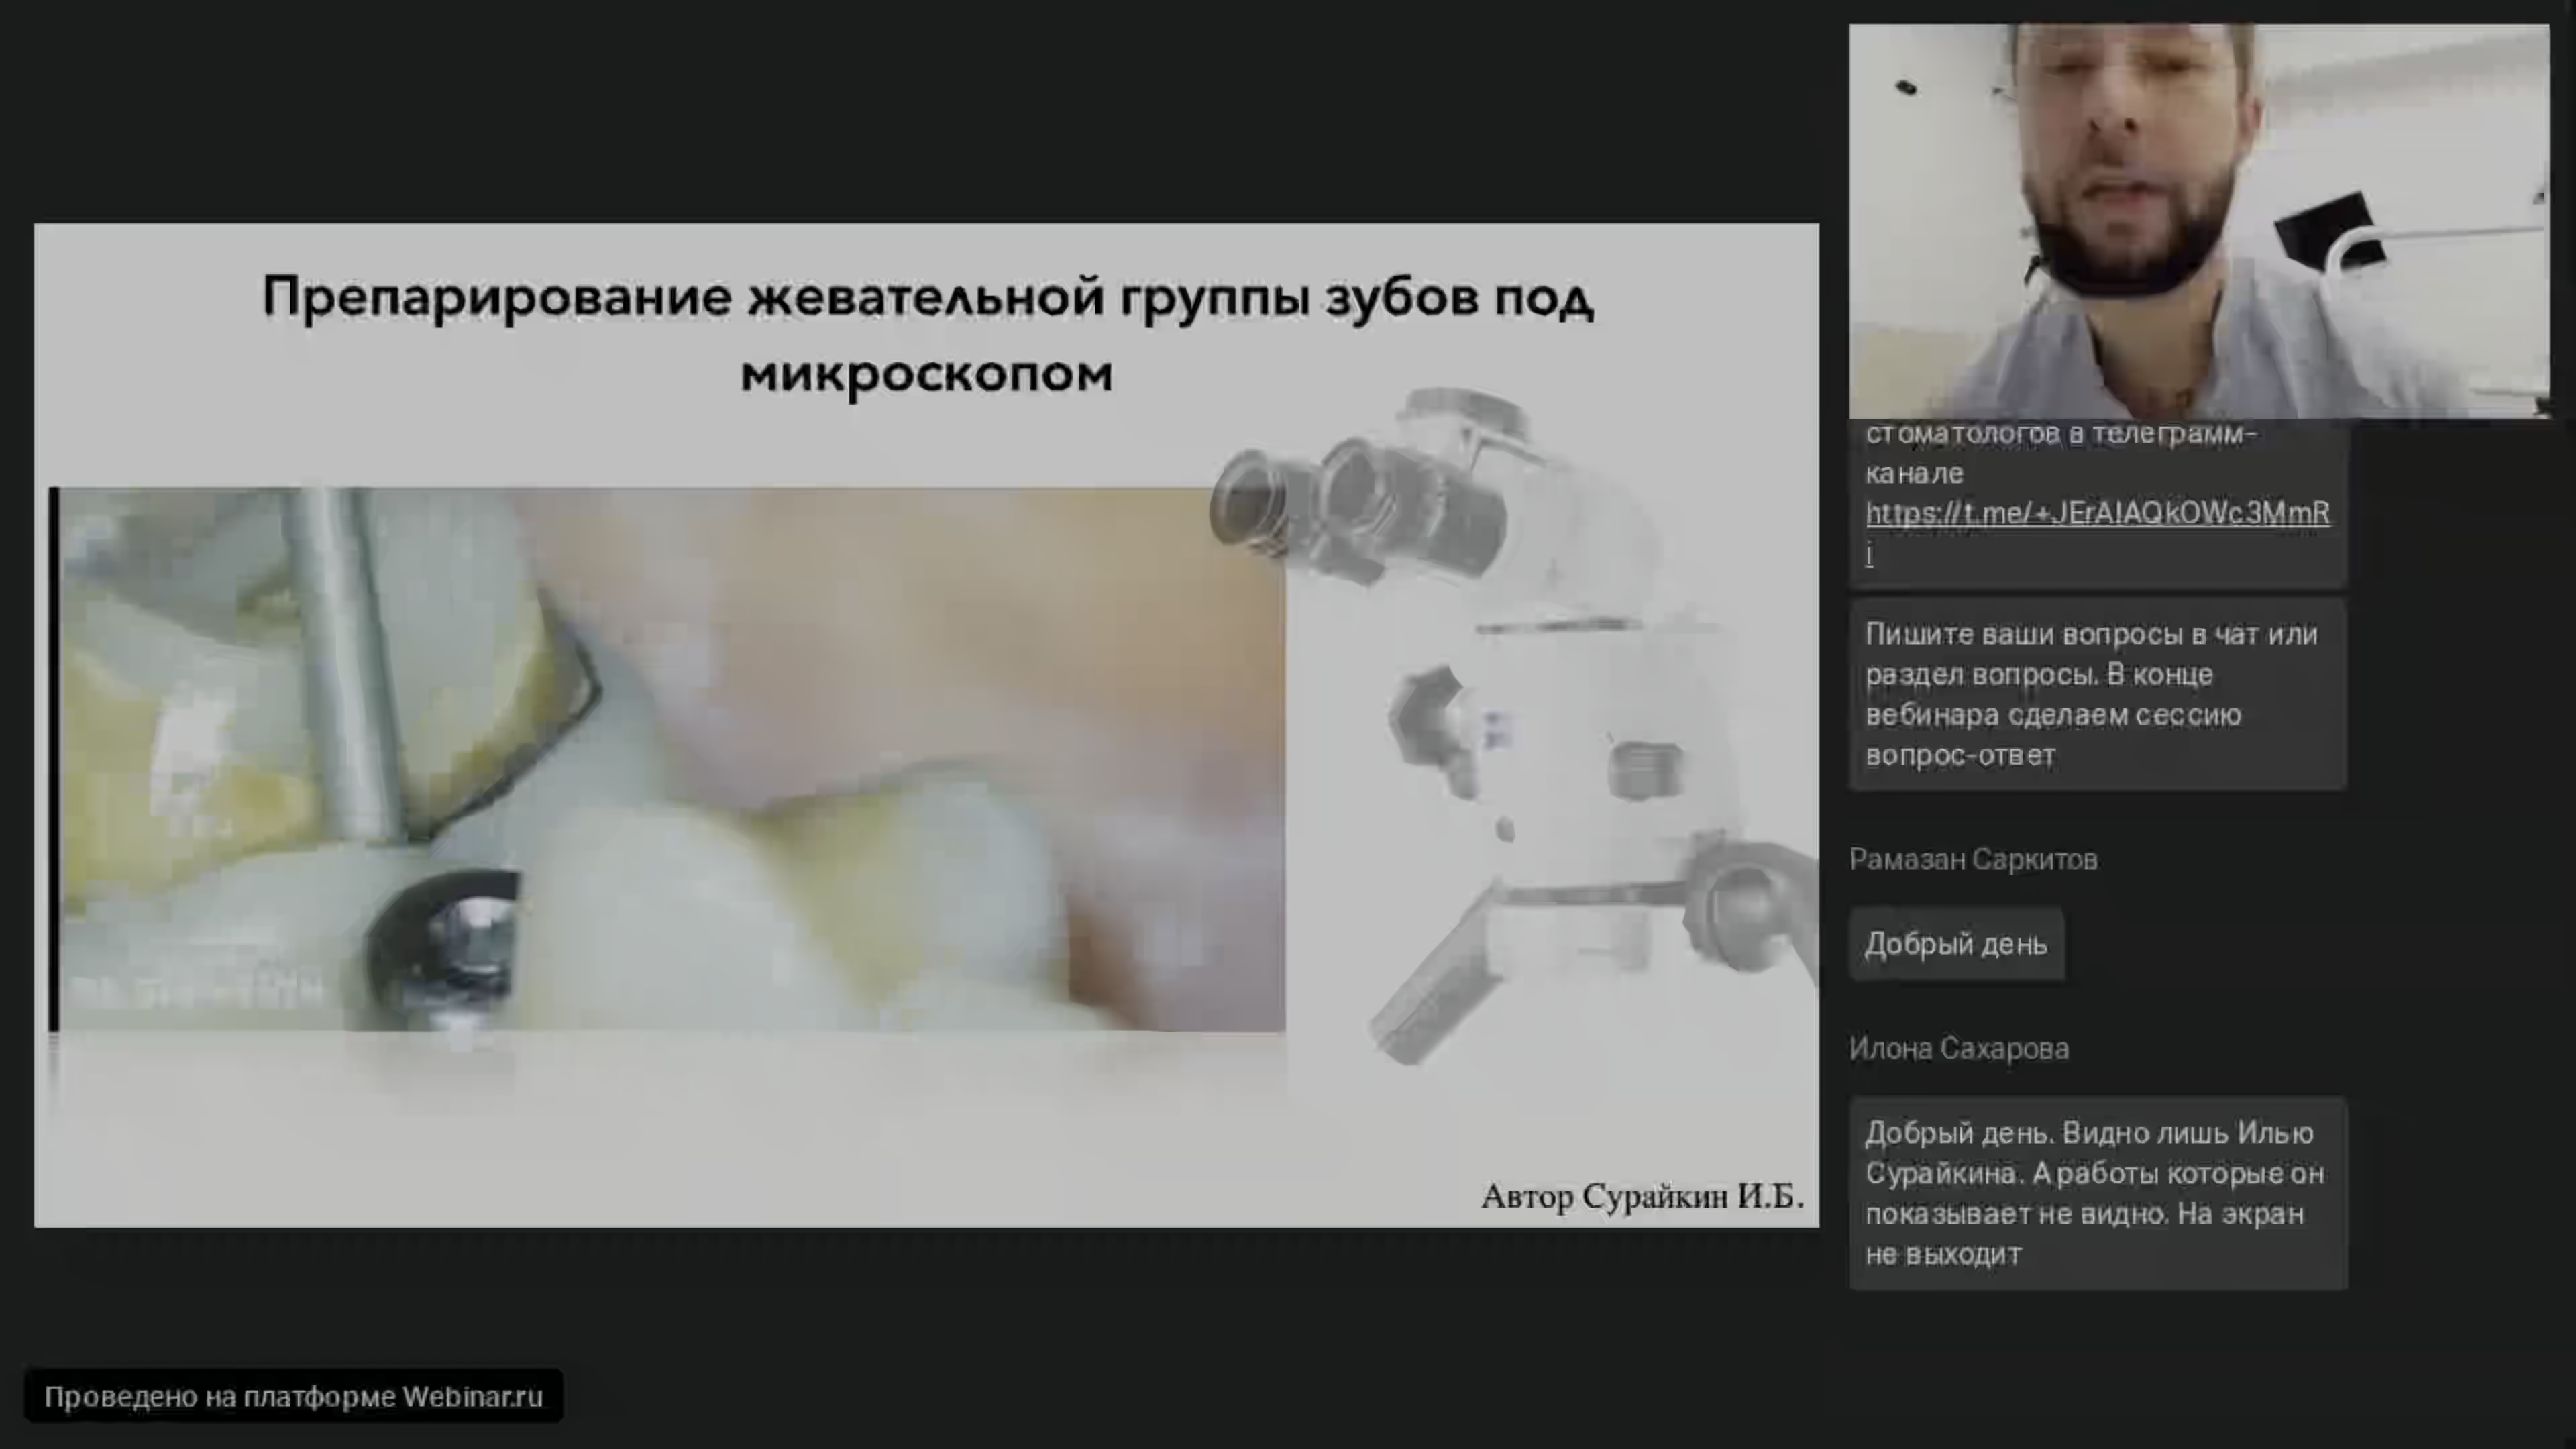 Препарирование жевательной группы зубов под
микроскопом
Автор Сурайкин И.Б.
стоматологов в телеграмм-
канале
https://t.me/+JErAIAQkOWc3MmR
i
Пишите ваши вопросы в чат или
раздел вопросы. В конце
вебинара сделаем сессию
вопрос-ответ
Рамазан Саркитов
Добрый день
Илона Сахарова
Добрый день. Видно лишь Илью
Сурайкина. А работы которые он
показывает не видно. На экран
не выходит
Проведено на платформе Webinar.ru